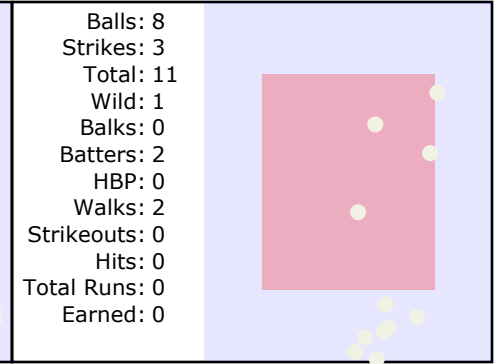 Balls: 8
Strikes: 3
Total: 11
Wild: 1
Balks: 0
Batters: 2
HBP: 0
Walks: 2
Strikeouts: 0
Hits: 0
Total Runs: 0
Earned: 0